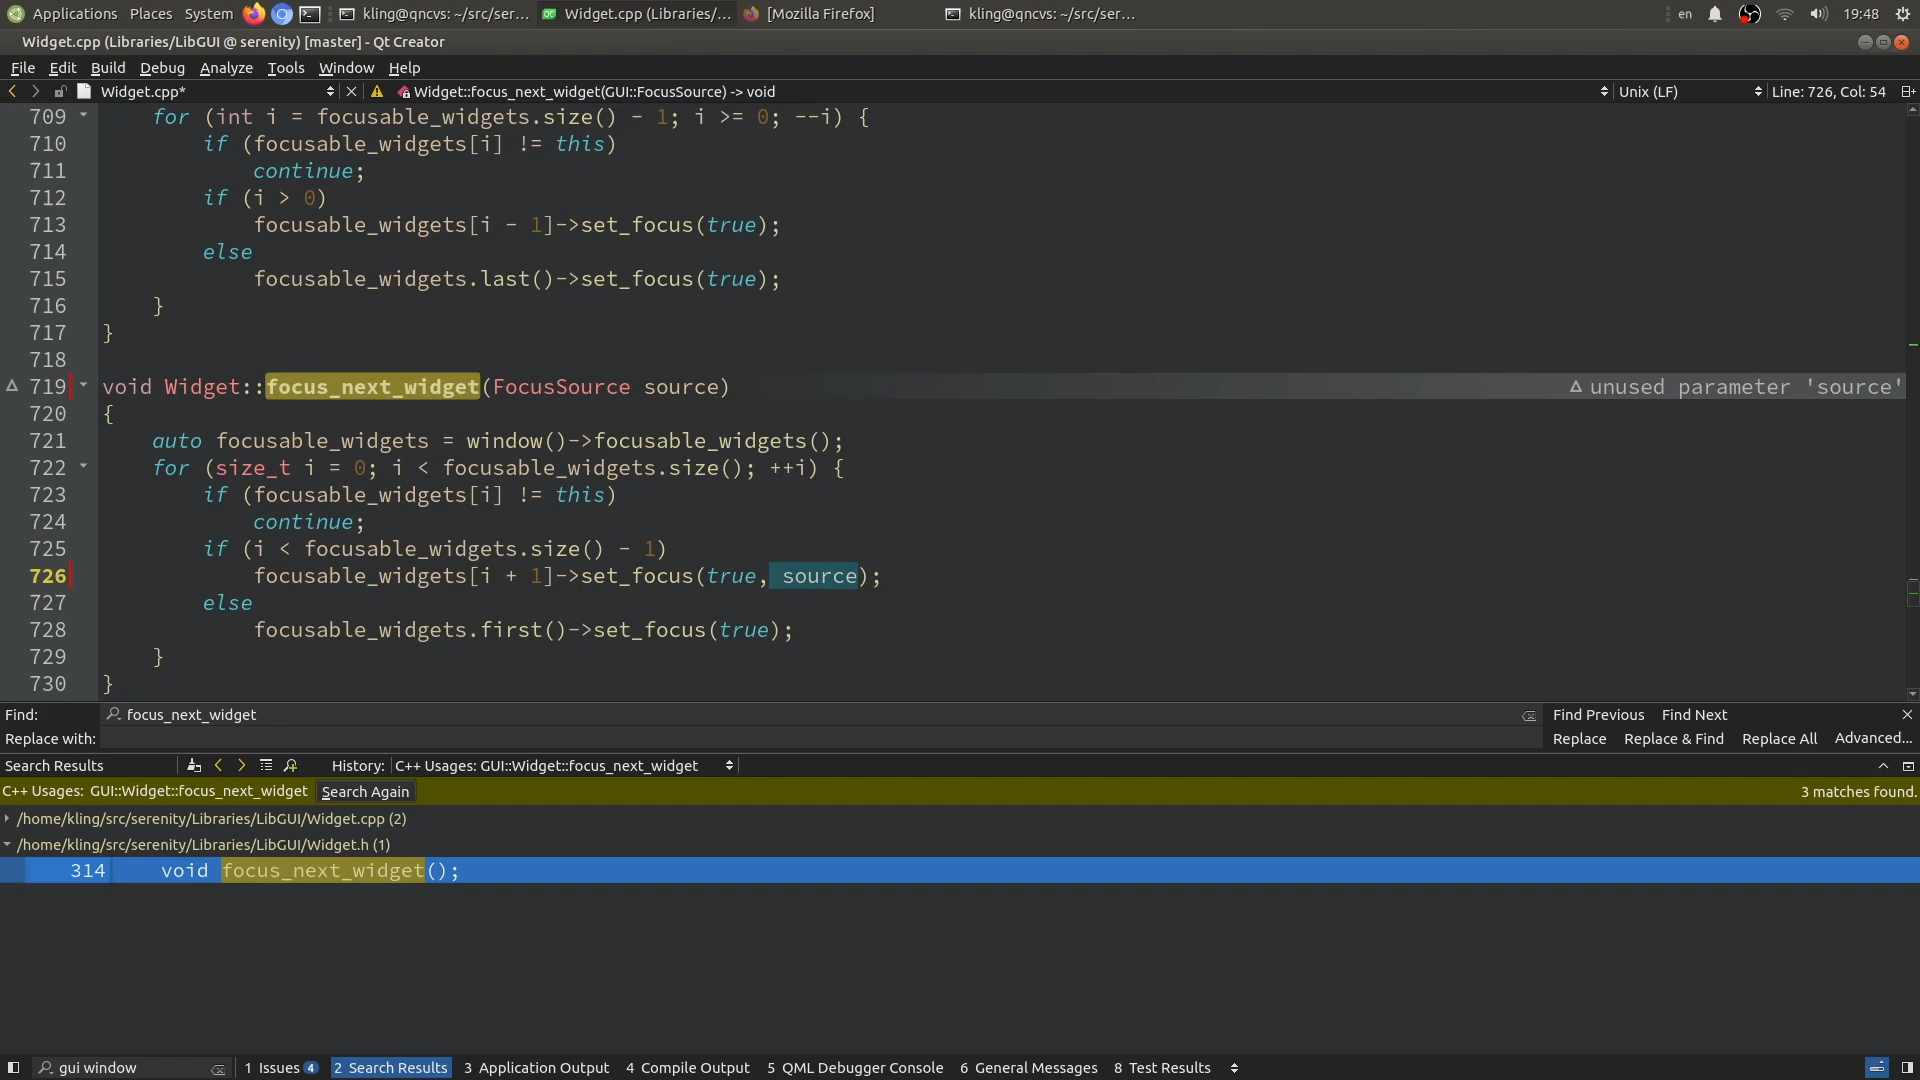 Applications Places System kling@qncvs: ~/src/ser... Widget.cpp (Libraries/... [Mozilla Firefox] kling@qncvs: ~/src/ser... en 19:48
Widget.cpp (Libraries/LibGUI @ serenity) [master] - Qt Creator
File Edit Build Debug Analyze Tools Window Help
Widget.cpp* Widget::focus_next_widget(GUI::FocusSource) -> void Unix (LF) Line: 726, Col: 54
709 for (int i = focusable_widgets.size() - 1; i >= 0; --i) {
710 if (focusable_widgets[i] != this)
711 continue;
712 if (i > 0)
713 focusable_widgets[i - 1]->set_focus(true);
714 else
715 focusable_widgets.last()->set_focus(true);
716 }
717 }
718
719 void Widget::focus_next_widget(FocusSource source) unused parameter 'source'
720 {
721 auto focusable_widgets = window()->focusable_widgets();
722 for (size_t i = 0; i < focusable_widgets.size(); ++i) {
723 if (focusable_widgets[i] != this)
724 continue;
725 if (i < focusable_widgets.size() - 1)
726 focusable_widgets[i + 1]->set_focus(true, source);
727 else
728 focusable_widgets.first()->set_focus(true);
729 }
730 }
Find: focus_next_widget Find Previous Find Next
Replace with: Replace Replace & Find Replace All Advanced...
Search Results History: C++ Usages: GUI::Widget::focus_next_widget
C++ Usages: GUI::Widget::focus_next_widget Search Again 3 matches found.
/home/kling/src/serenity/Libraries/LibGUI/Widget.cpp (2)
/home/kling/src/serenity/Libraries/LibGUI/Widget.h (1)
314 void focus_next_widget();
gui window 1 Issues 4 2 Search Results 3 Application Output 4 Compile Output 5 QML Debugger Console 6 General Messages 8 Test Results